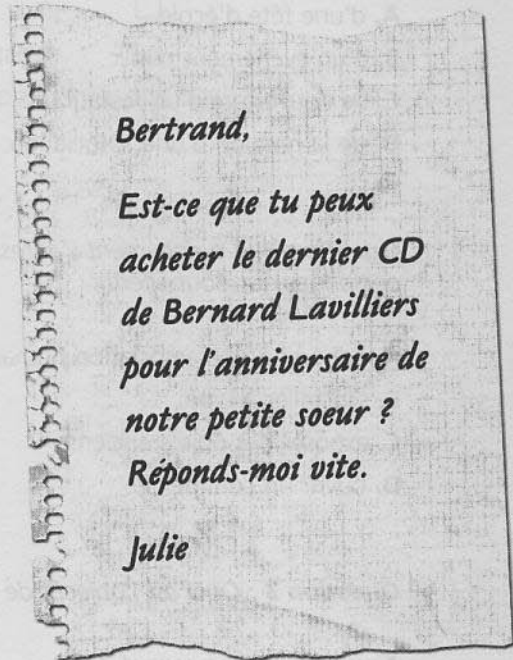 Bertrand,
Est-ce que tu peux
acheter le dernier CD
de Bernard Lavilliers
pour l'anniversaire de
notre petite soeur ?
Réponds-moi vite.
Julie